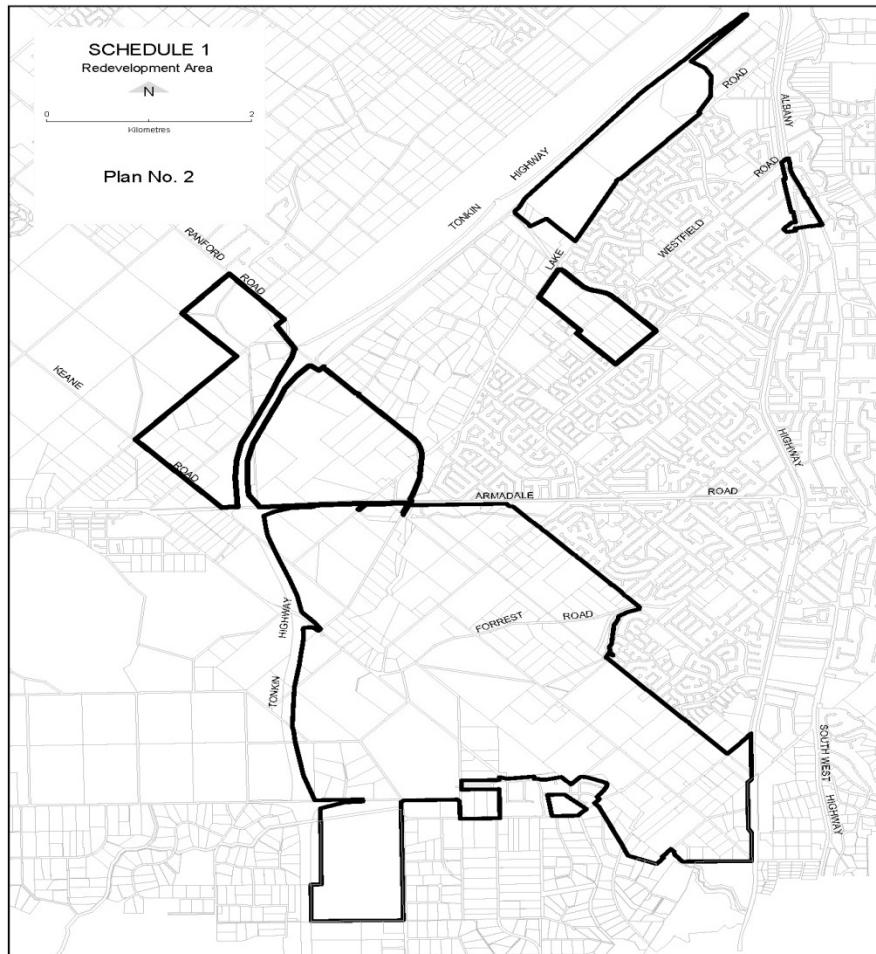 SCHEDULE 1
Redevelopment Area
N
0 2
Kilometres
Plan No. 2
ROAD
ALBANY
HIGHWAY
TONKIN
ROAD
WESTFIELD
LAKE
RANFORD
ROAD
KEANE
ROAD
HIGHWAY
ARMADALE
ROAD
FORREST
ROAD
HIGHWAY
TONKIN
SOUTH WEST
HIGHWAY